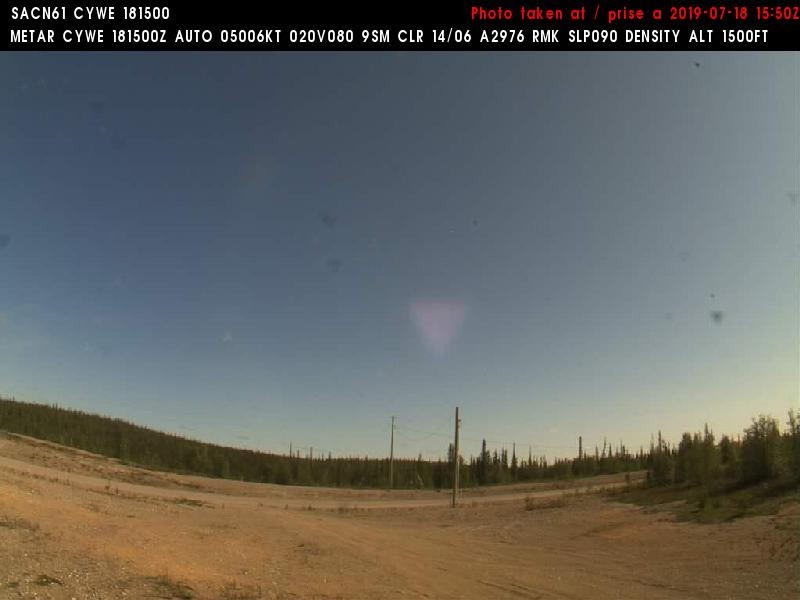 SACN61 CYWE 181500 Photo taken at / prise a 2019-07-18 15:50Z
METAR CYWE 181500Z AUTO 05006KT 020V080 9SM CLR 14/06 A2976 RMK SLP090 DENSITY ALT 1500FT